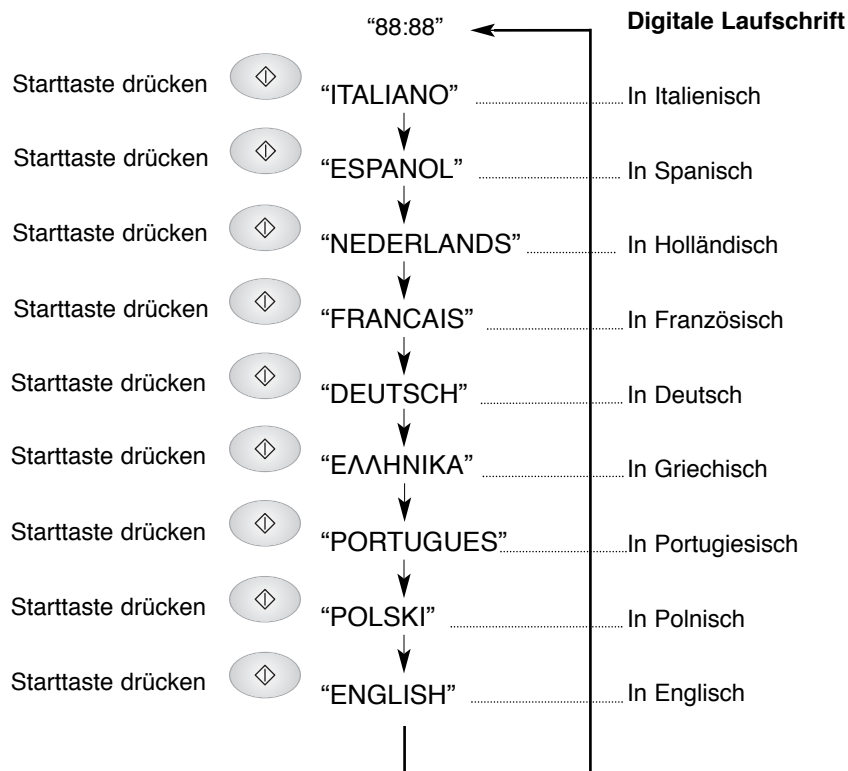 “88:88” Digitale Laufschrift
Starttaste drücken “ITALIANO” In Italienisch
Starttaste drücken “ESPANOL” In Spanisch
Starttaste drücken “NEDERLANDS” In Holländisch
Starttaste drücken “FRANCAIS” In Französisch
Starttaste drücken “DEUTSCH” In Deutsch
Starttaste drücken “ΕΛΛΗΝΙΚΑ” In Griechisch
Starttaste drücken “PORTUGUES” In Portugiesisch
Starttaste drücken “POLSKI” In Polnisch
Starttaste drücken “ENGLISH” In Englisch